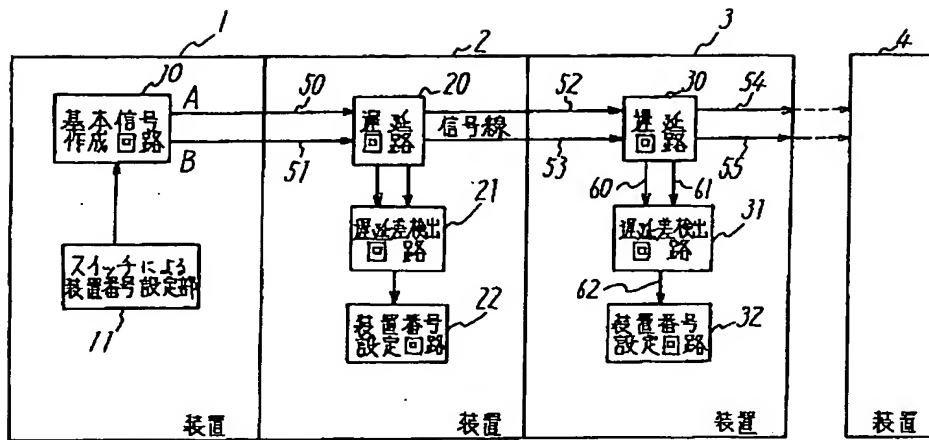 1
2
3
4
10
基本信号
作成回路
A
B
50
51
20
遅延
回路
信号線
52
53
30
遅延
回路
54
55
スイッチによる
装置番号設定部
11
21
遅延差検出
回路
22
装置番号
設定回路
60
61
31
遅延差検出
回路
62
32
装置番号
設定回路
装置
装置
装置
装置